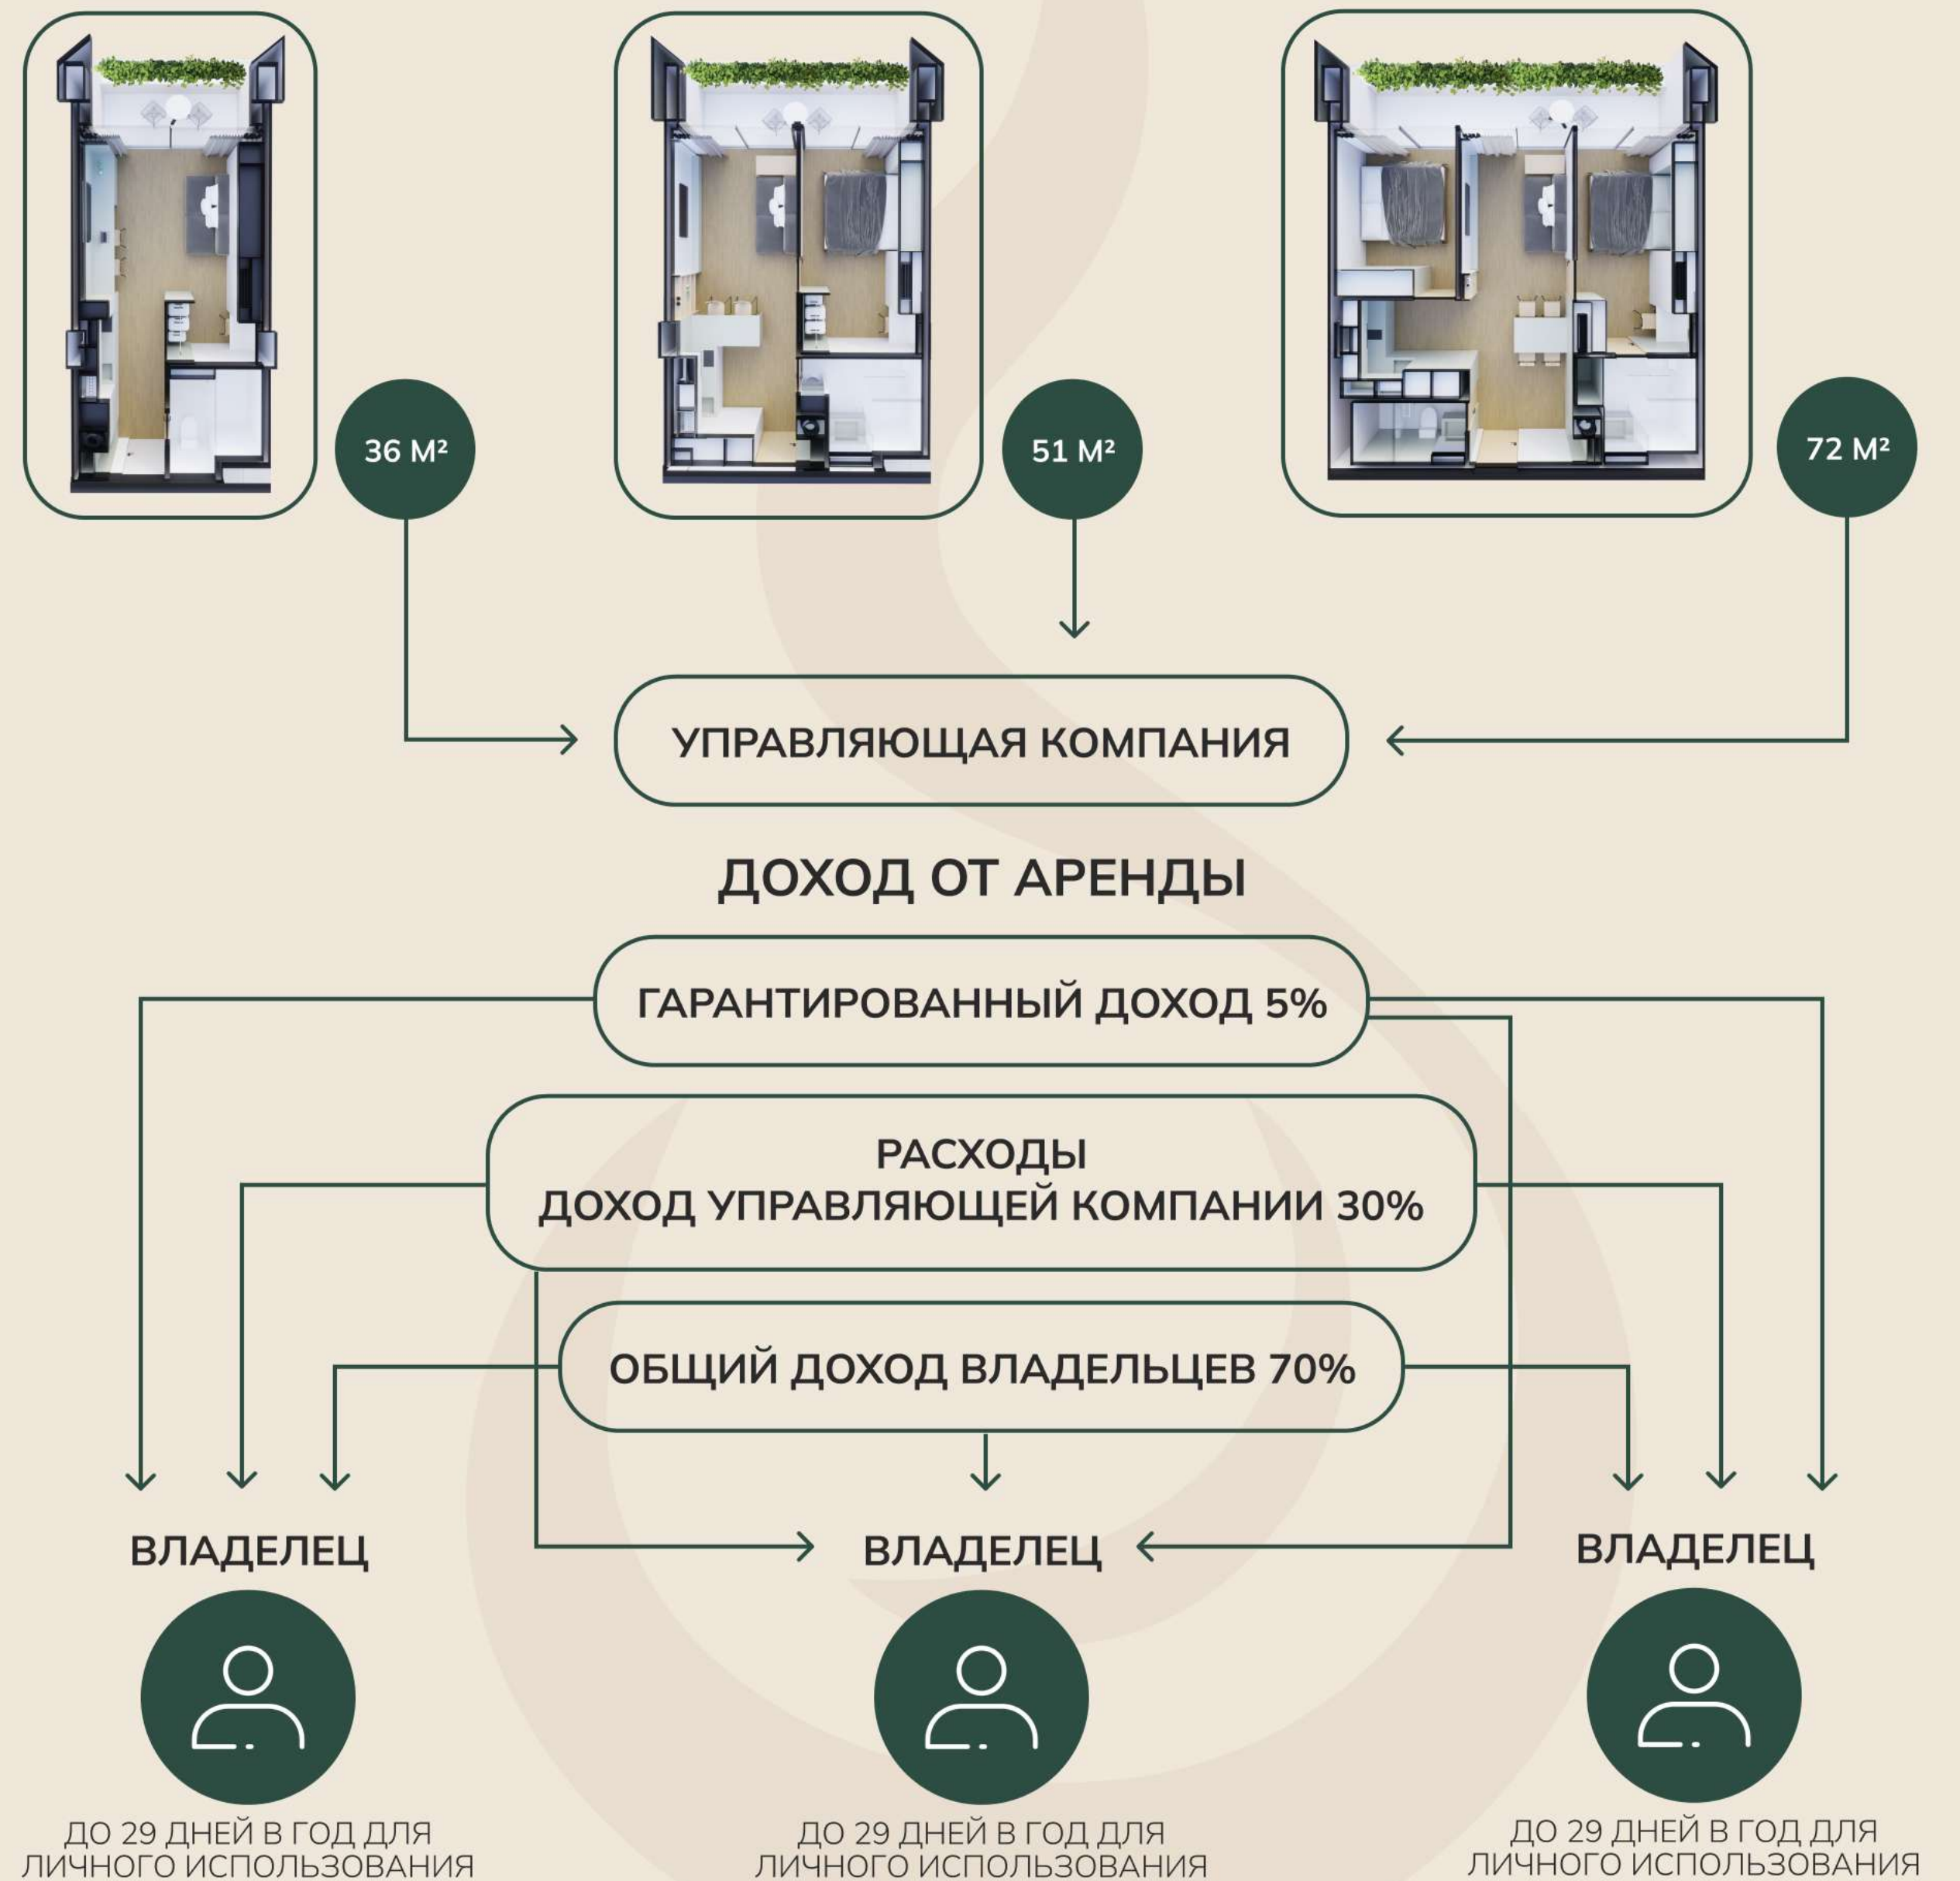 36 М²
51 М²
72 М²
УПРАВЛЯЮЩАЯ КОМПАНИЯ
ДОХОД ОТ АРЕНДЫ
ГАРАНТИРОВАННЫЙ ДОХОД 5%
РАСХОДЫ
ДОХОД УПРАВЛЯЮЩЕЙ КОМПАНИИ 30%
ОБЩИЙ ДОХОД ВЛАДЕЛЬЦЕВ 70%
ВЛАДЕЛЕЦ
ДО 29 ДНЕЙ В ГОД ДЛЯ
ЛИЧНОГО ИСПОЛЬЗОВАНИЯ
ВЛАДЕЛЕЦ
ДО 29 ДНЕЙ В ГОД ДЛЯ
ЛИЧНОГО ИСПОЛЬЗОВАНИЯ
ВЛАДЕЛЕЦ
ДО 29 ДНЕЙ В ГОД ДЛЯ
ЛИЧНОГО ИСПОЛЬЗОВАНИЯ